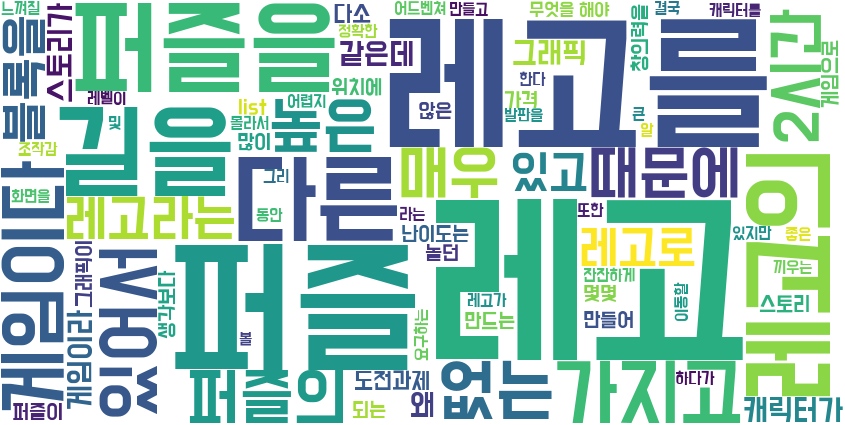 느껴질
블록을
스토리가
퍼즐을
다소
정확한
같은데
어드벤쳐
만들고
무엇을 해야
창의력을
결국
캐릭터를
2시간
게임으로
레고를
그래픽
한다
가격
발판을
않은
큰
알
레벨이
위치에
list
어렵지
몰라서
많이
높은
길을
및
조작감
화면을
게임이다
레고라는
다른
그리
동안
라는
매우
있고
때문에
레고의
난이도는
놀던
또한
레고로
있지만
좋은
끼우는
잔잔하게
몇몇
이동할
스토리
레고
레고가
만드는
만들어
요구하는
퍼즐
볼
생각보다
있어서
그래픽이
게임이라
퍼즐이
퍼즐의
도전과제
되는
왜
없는
가지고
하다가
캐릭터가